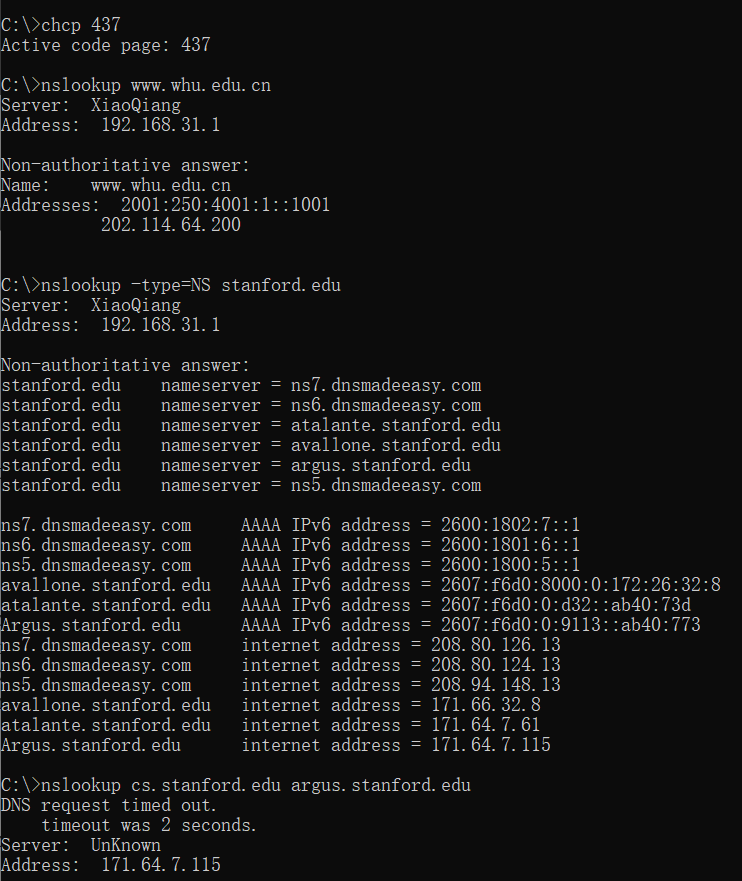 C:\>chcp 437
Active code page: 437
C:\>nslookup www.whu.edu.cn
Server:  XiaoQiang
Address:  192.168.31.1
Non-authoritative answer:
Name:    www.whu.edu.cn
Addresses:  2001:250:4001:1::1001
          202.114.64.200
C:\>nslookup -type=NS stanford.edu
Server:  XiaoQiang
Address:  192.168.31.1
Non-authoritative answer:
stanford.edu    nameserver = ns7.dnsmadeeasy.com
stanford.edu    nameserver = ns6.dnsmadeeasy.com
stanford.edu    nameserver = atalante.stanford.edu
stanford.edu    nameserver = avallone.stanford.edu
stanford.edu    nameserver = argus.stanford.edu
stanford.edu    nameserver = ns5.dnsmadeeasy.com
ns7.dnsmadeeasy.com     AAAA IPv6 address = 2600:1802:7::1
ns6.dnsmadeeasy.com     AAAA IPv6 address = 2600:1801:6::1
ns5.dnsmadeeasy.com     AAAA IPv6 address = 2600:1800:5::1
avallone.stanford.edu   AAAA IPv6 address = 2607:f6d0:8000:0:172:26:32:8
atalante.stanford.edu   AAAA IPv6 address = 2607:f6d0:0:d32::ab40:73d
Argus.stanford.edu      AAAA IPv6 address = 2607:f6d0:0:9113::ab40:773
ns7.dnsmadeeasy.com     internet address = 208.80.126.13
ns6.dnsmadeeasy.com     internet address = 208.80.124.13
ns5.dnsmadeeasy.com     internet address = 208.94.148.13
avallone.stanford.edu   internet address = 171.66.32.8
atalante.stanford.edu   internet address = 171.64.7.61
Argus.stanford.edu      internet address = 171.64.7.115
C:\>nslookup cs.stanford.edu argus.stanford.edu
DNS request timed out.
    timeout was 2 seconds.
Server:  UnKnown
Address:  171.64.7.115